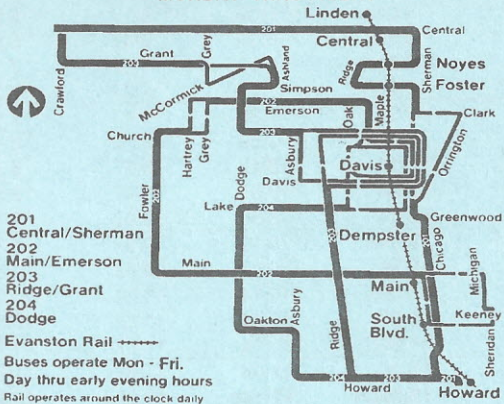 Linden
201
Central
Central
Grant
Grey
203
Ashland
Ridge
Maple
Sherman
Noyes
Crawford
McCormick
Simpson
Foster
202
Emerson
Oak
Clark
Church
203
Orrington
Hartrey
Grey
Asbury
Dodge
Davis
Davis
Fowler
203
Lake
204
Greenwood
Dempster
203
201
Chicago
Michigan
Main
202
Main
Asbury
Keeney
Oakton
Ridge
South
Blvd.
Sheridan
204
203
201
Howard
Howard
201
Central/Sherman
202
Main/Emerson
203
Ridge/Grant
204
Dodge
Evanston Rail
Buses operate Mon - Fri.
Day thru early evening hours
Rail operates around the clock daily